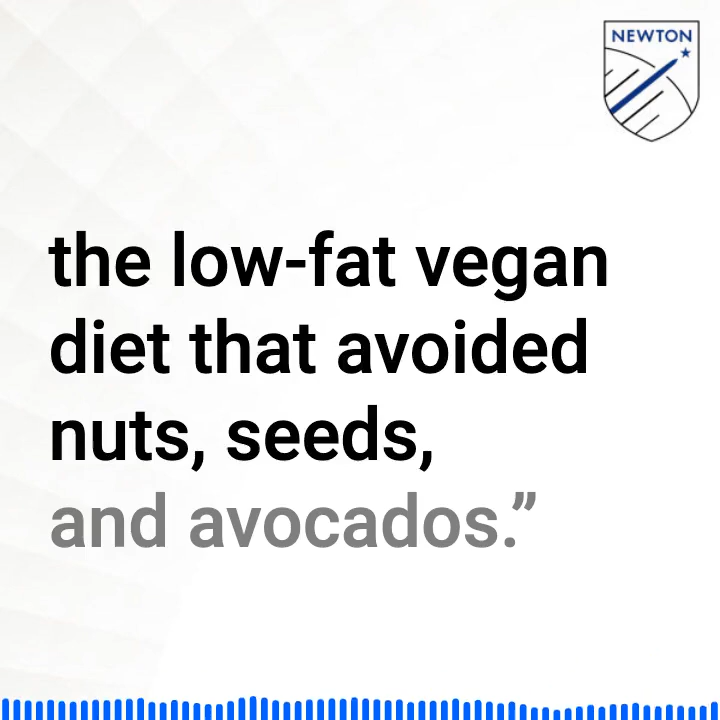 NEWTON
the low-fat vegan
diet that avoided
nuts, seeds,
and avocados.”